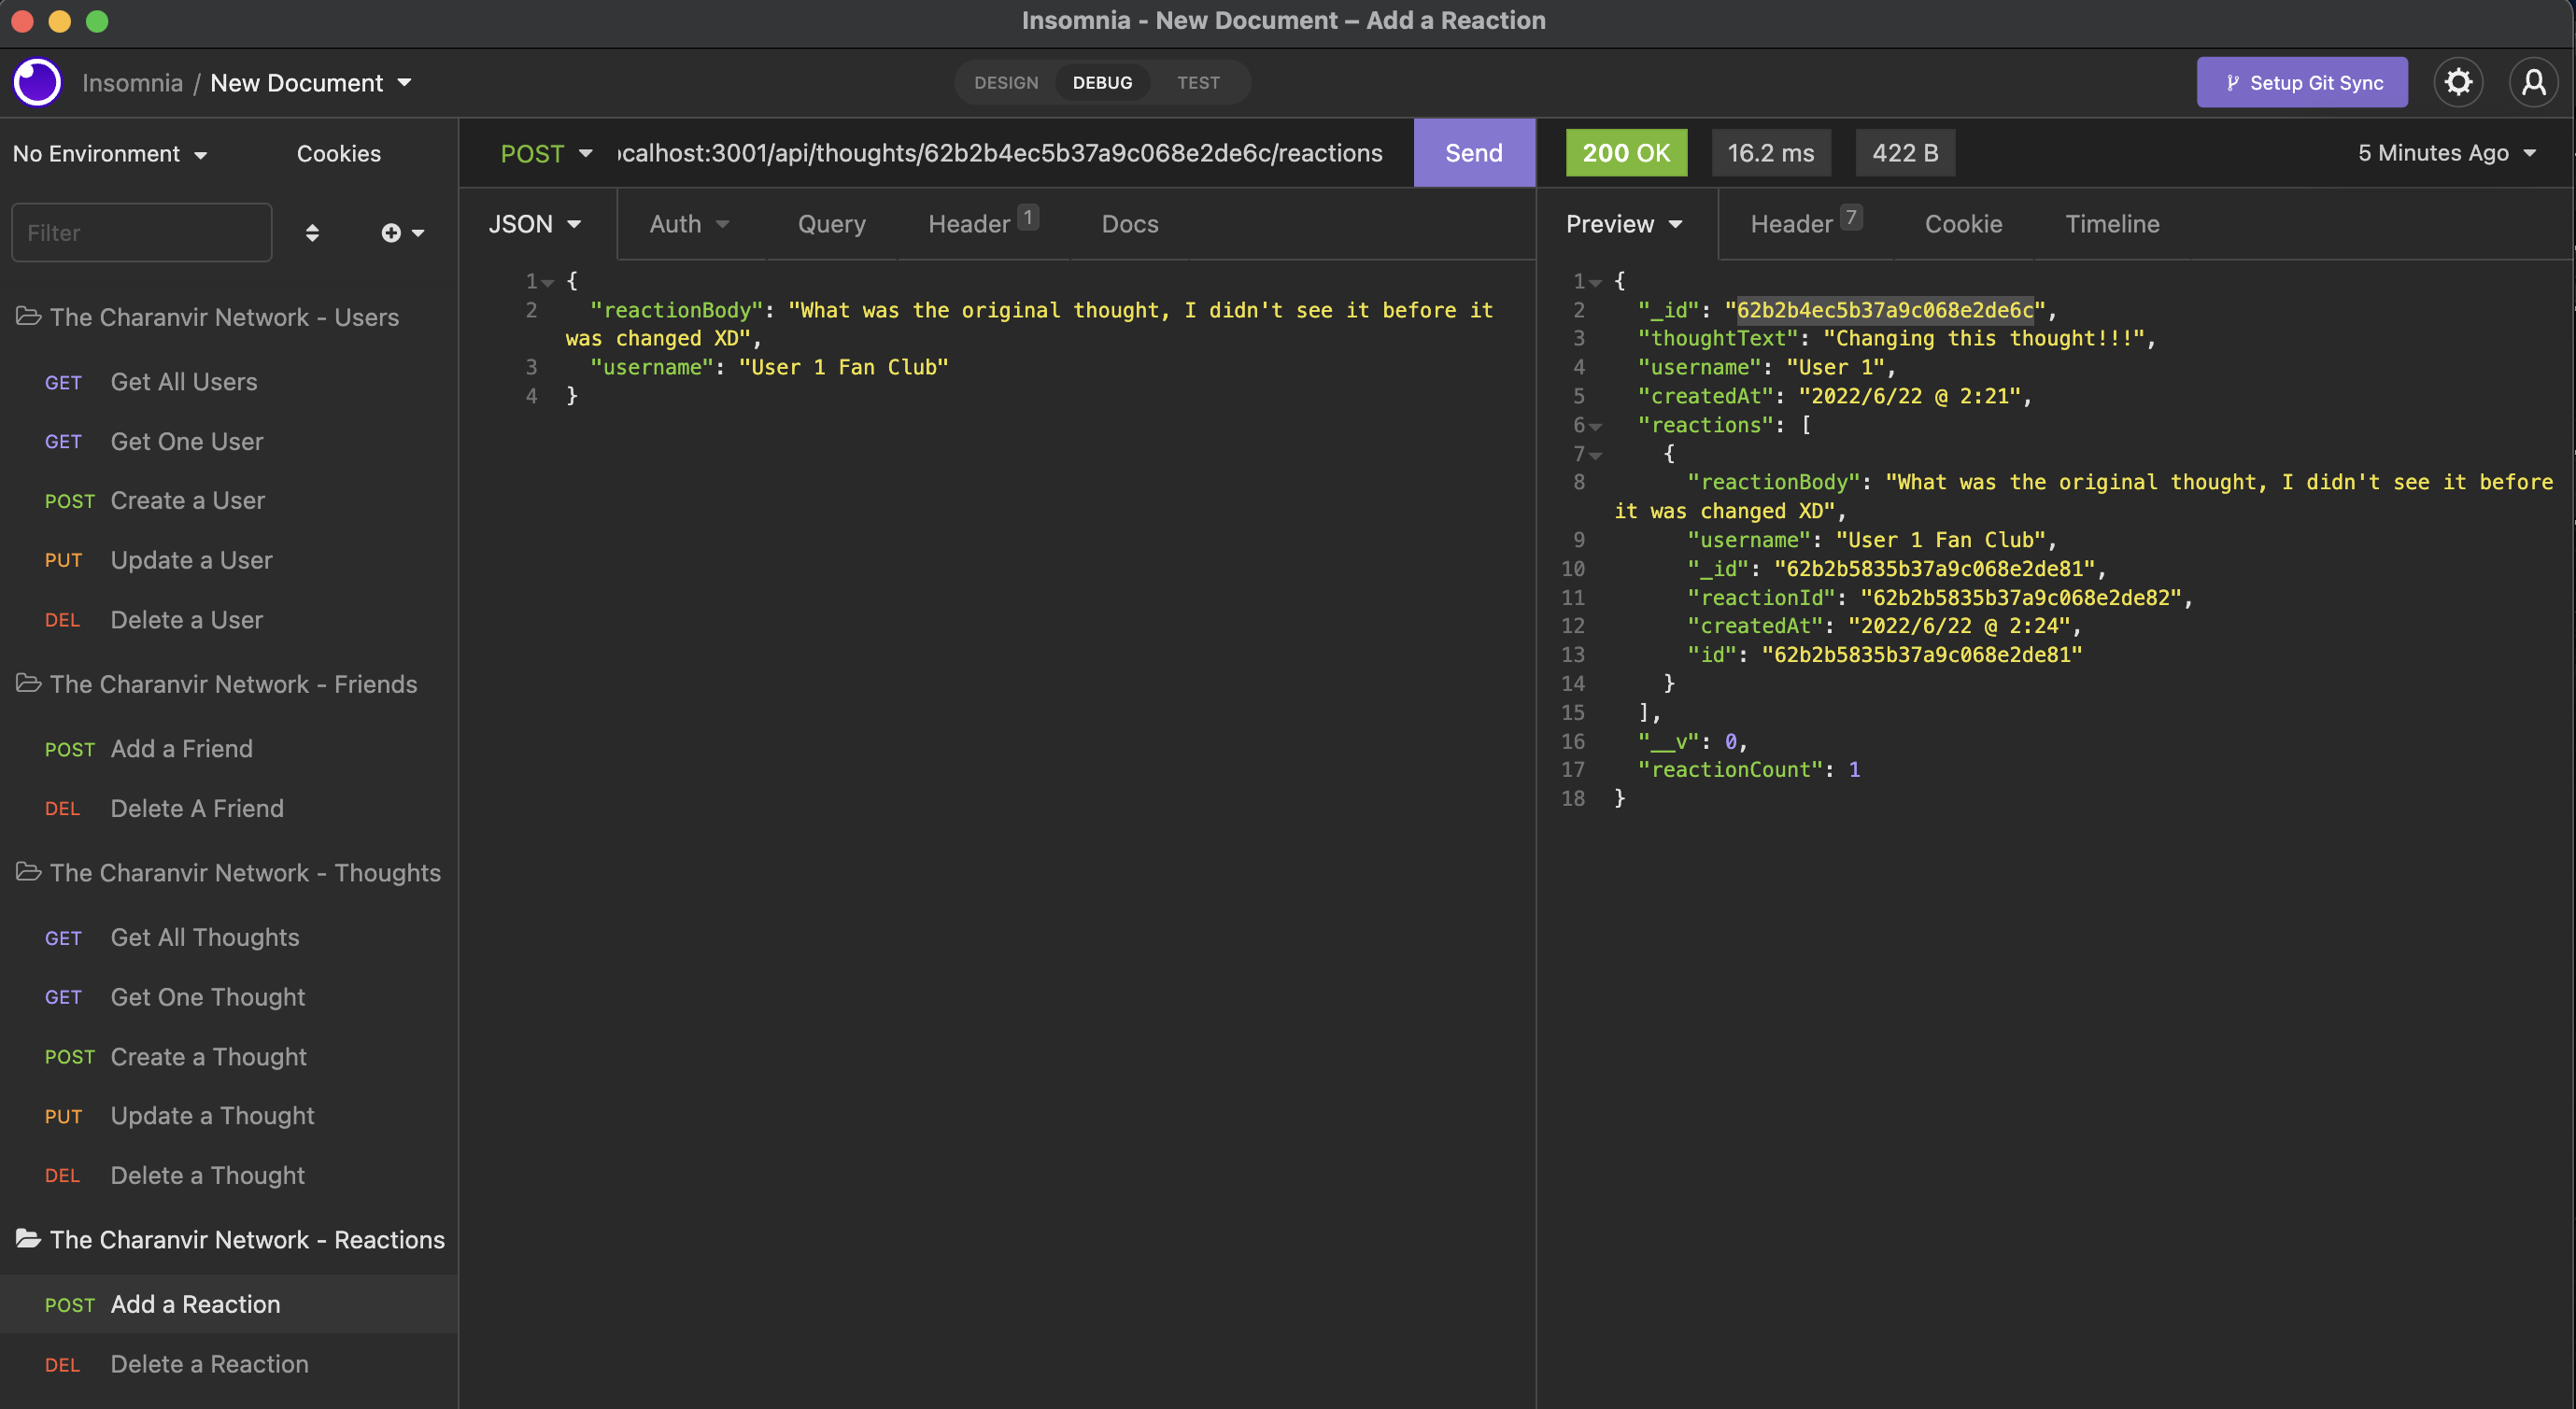 Insomnia - New Document – Add a Reaction
Insomnia / New Document
DESIGN DEBUG TEST
Setup Git Sync
No Environment Cookies
Filter
The Charanvir Network - Users
GET Get All Users
GET Get One User
POST Create a User
PUT Update a User
DEL Delete a User
The Charanvir Network - Friends
POST Add a Friend
DEL Delete A Friend
The Charanvir Network - Thoughts
GET Get All Thoughts
GET Get One Thought
POST Create a Thought
PUT Update a Thought
DEL Delete a Thought
The Charanvir Network - Reactions
POST Add a Reaction
DEL Delete a Reaction
POST ocalhost:3001/api/thoughts/62b2b4ec5b37a9c068e2de6c/reactions Send
JSON Auth Query Header 1 Docs
1 {
2 "reactionBody": "What was the original thought, I didn't see it before it
was changed XD",
3 "username": "User 1 Fan Club"
4 }
200 OK 16.2 ms 422 B 5 Minutes Ago
Preview Header 7 Cookie Timeline
1 {
2 "_id": "62b2b4ec5b37a9c068e2de6c",
3 "thoughtText": "Changing this thought!!!",
4 "username": "User 1",
5 "createdAt": "2022/6/22 @ 2:21",
6 "reactions": [
7 {
8 "reactionBody": "What was the original thought, I didn't see it before
it was changed XD",
9 "username": "User 1 Fan Club",
10 "_id": "62b2b5835b37a9c068e2de81",
11 "reactionId": "62b2b5835b37a9c068e2de82",
12 "createdAt": "2022/6/22 @ 2:24",
13 "id": "62b2b5835b37a9c068e2de81"
14 }
15 ],
16 "__v": 0,
17 "reactionCount": 1
18 }